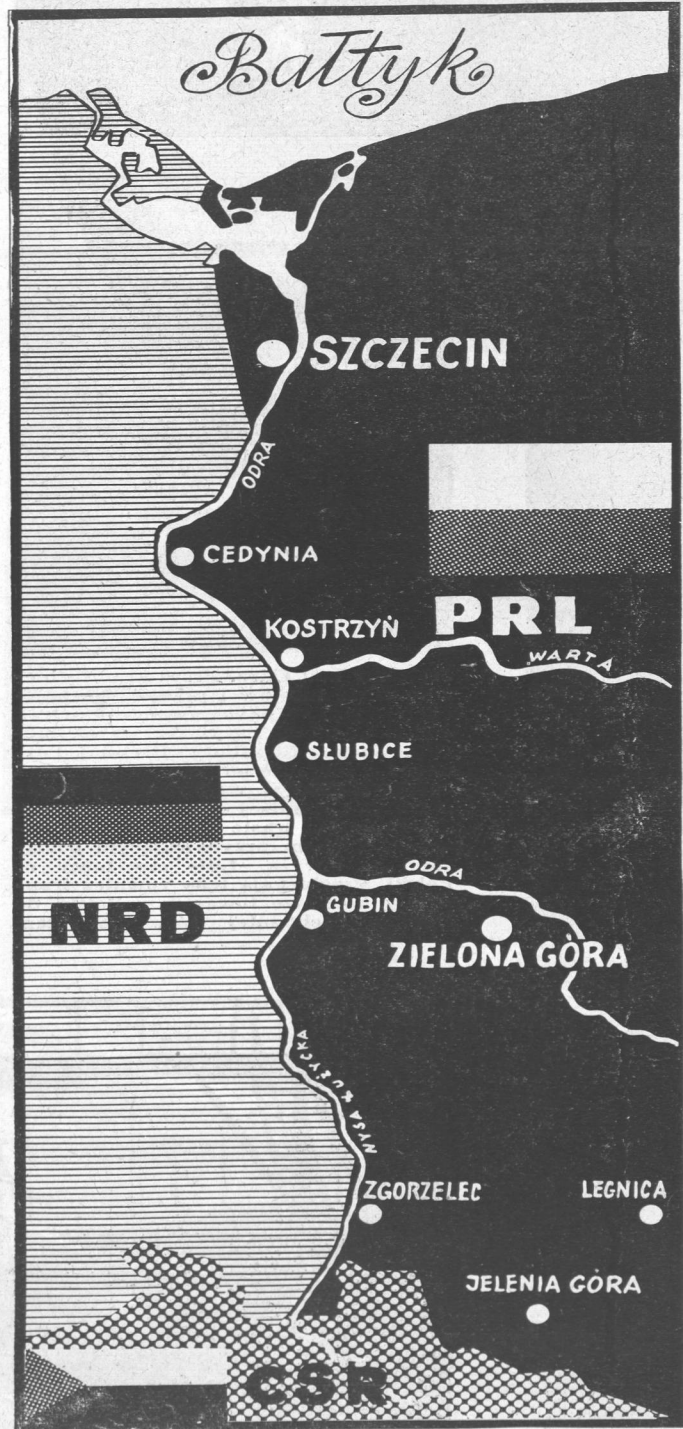 Bałtyk
SZCZECIN
ODRA
CEDYNIA
PRL
KOSTRZYŃ
WARTA
SŁUBICE
ODRA
GUBIN
NRD
ZIELONA GÒRA
NYSA ŁUŻYCKA
ZGORZELEC
LEGNICA
JELENIA GÓRA
CSR